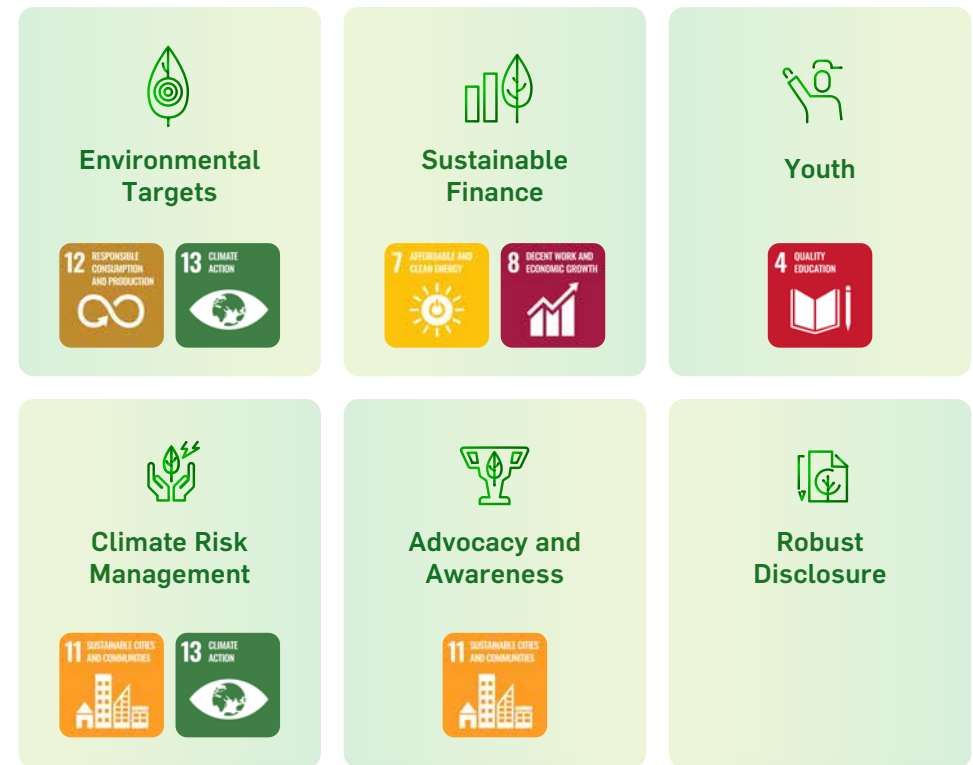 Environmental
Targets
12 RESPONSIBLE
CONSUMPTION
AND PRODUCTION
13 CLIMATE
ACTION
Sustainable
Finance
7 AFFORDABLE AND
CLEAN ENERGY
8 DECENT WORK AND
ECONOMIC GROWTH
Youth
4 QUALITY
EDUCATION
Climate Risk
Management
11 SUSTAINABLE CITIES
AND COMMUNITIES
13 CLIMATE
ACTION
Advocacy and
Awareness
11 SUSTAINABLE CITIES
AND COMMUNITIES
Robust
Disclosure